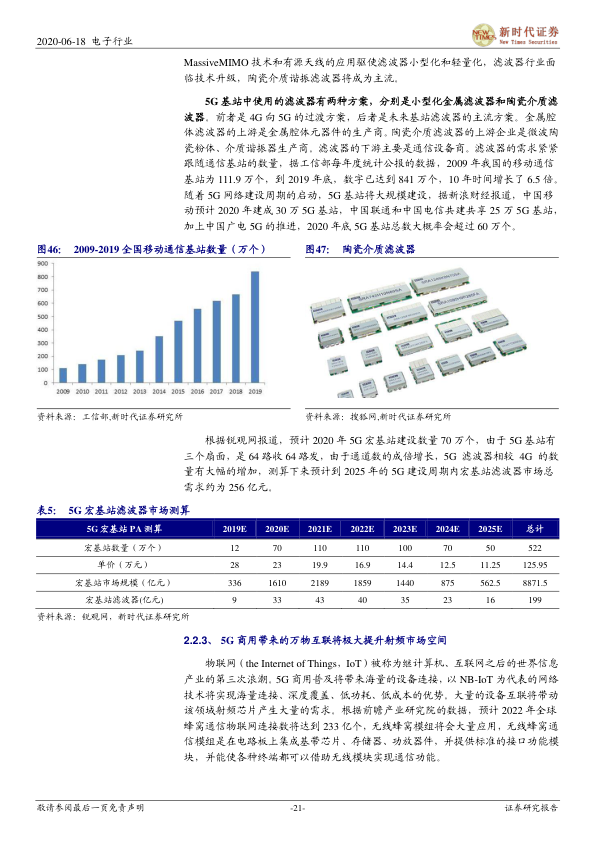 2020-06-18 电子行业
新时代证券
New Times Securities
MassiveMIMO 技术和有源天线的应用驱使滤波器小型化和轻量化，滤波器行业面
临技术升级，陶瓷介质谐振滤波器将成为主流。
5G 基站中使用的滤波器有两种方案，分别是小型化金属滤波器和陶瓷介质滤
波器。前者是 4G 向 5G 的过渡方案，后者是未来基站滤波器的主流方案。金属腔
体滤波器的上游是金属腔体元器件的生产商。陶瓷介质滤波器的上游企业是微波陶
瓷粉体、介质谐振器生产商。滤波器的下游主要是通信设备商。滤波器的需求紧紧
跟随通信基站的数量，据工信部每年度统计公报的数据，2009 年我国的移动通信
基站为 111.9 万个，到 2019 年底，数字已达到 841 万个，10 年时间增长了 6.5 倍。
随着 5G 网络建设周期的启动，5G 基站将大规模建设，据新浪财经报道，中国移
动预计 2020 年建成 30 万 5G 基站，中国联通和中国电信共建共享 25 万 5G 基站，
加上中国广电 5G 的推进，2020 年底 5G 基站总数大概率会超过 60 万个。
图46： 2009-2019 全国移动通信基站数量（万个）
图47： 陶瓷介质滤波器
900
800
700
600
500
400
300
200
100
0
2009 2010 2011 2012 2013 2014 2015 2016 2017 2018 2019
资料来源：工信部,新时代证券研究所
资料来源：搜狐网,新时代证券研究所
根据锐观网报道，预计 2020 年 5G 宏基站建设数量 70 万个，由于 5G 基站有
三个扇面，是 64 路收 64 路发，由于通道数的成倍增长，5G 滤波器相较 4G 的数
量有大幅的增加，测算下来预计到 2025 年的 5G 建设周期内宏基站滤波器市场总
需求约为 256 亿元。
表5： 5G 宏基站滤波器市场测算
5G 宏基站 PA 测算 2019E 2020E 2021E 2022E 2023E 2024E 2025E 总计
宏基站数量（万个） 12 70 110 110 100 70 50 522
单价（万元） 28 23 19.9 16.9 14.4 12.5 11.25 125.95
宏基站市场规模（亿元） 336 1610 2189 1859 1440 875 562.5 8871.5
宏基站滤波器(亿元) 9 33 43 40 35 23 16 199
资料来源：锐观网、新时代证券研究所
2.2.3、 5G 商用带来的万物互联将极大提升射频市场空间
物联网（the Internet of Things，IoT）被称为继计算机、互联网之后的世界信息
产业的第三次浪潮。5G 商用普及将带来海量的设备连接，以 NB-IoT 为代表的网络
技术将实现海量连接、深度覆盖、低功耗、低成本的优势。大量的设备互联将带动
该领域射频芯片产生大量的需求。根据前瞻产业研究院的数据，预计 2022 年全球
蜂窝通信物联网连接数将达到 233 亿个，无线蜂窝模组将会大量应用，无线蜂窝通
信模组是在电路板上集成基带芯片、存储器、功放器件，并提供标准的接口功能模
块，并能使各种终端都可以借助无线模块实现通信功能。
敬请参阅最后一页免责声明
-21-
证券研究报告